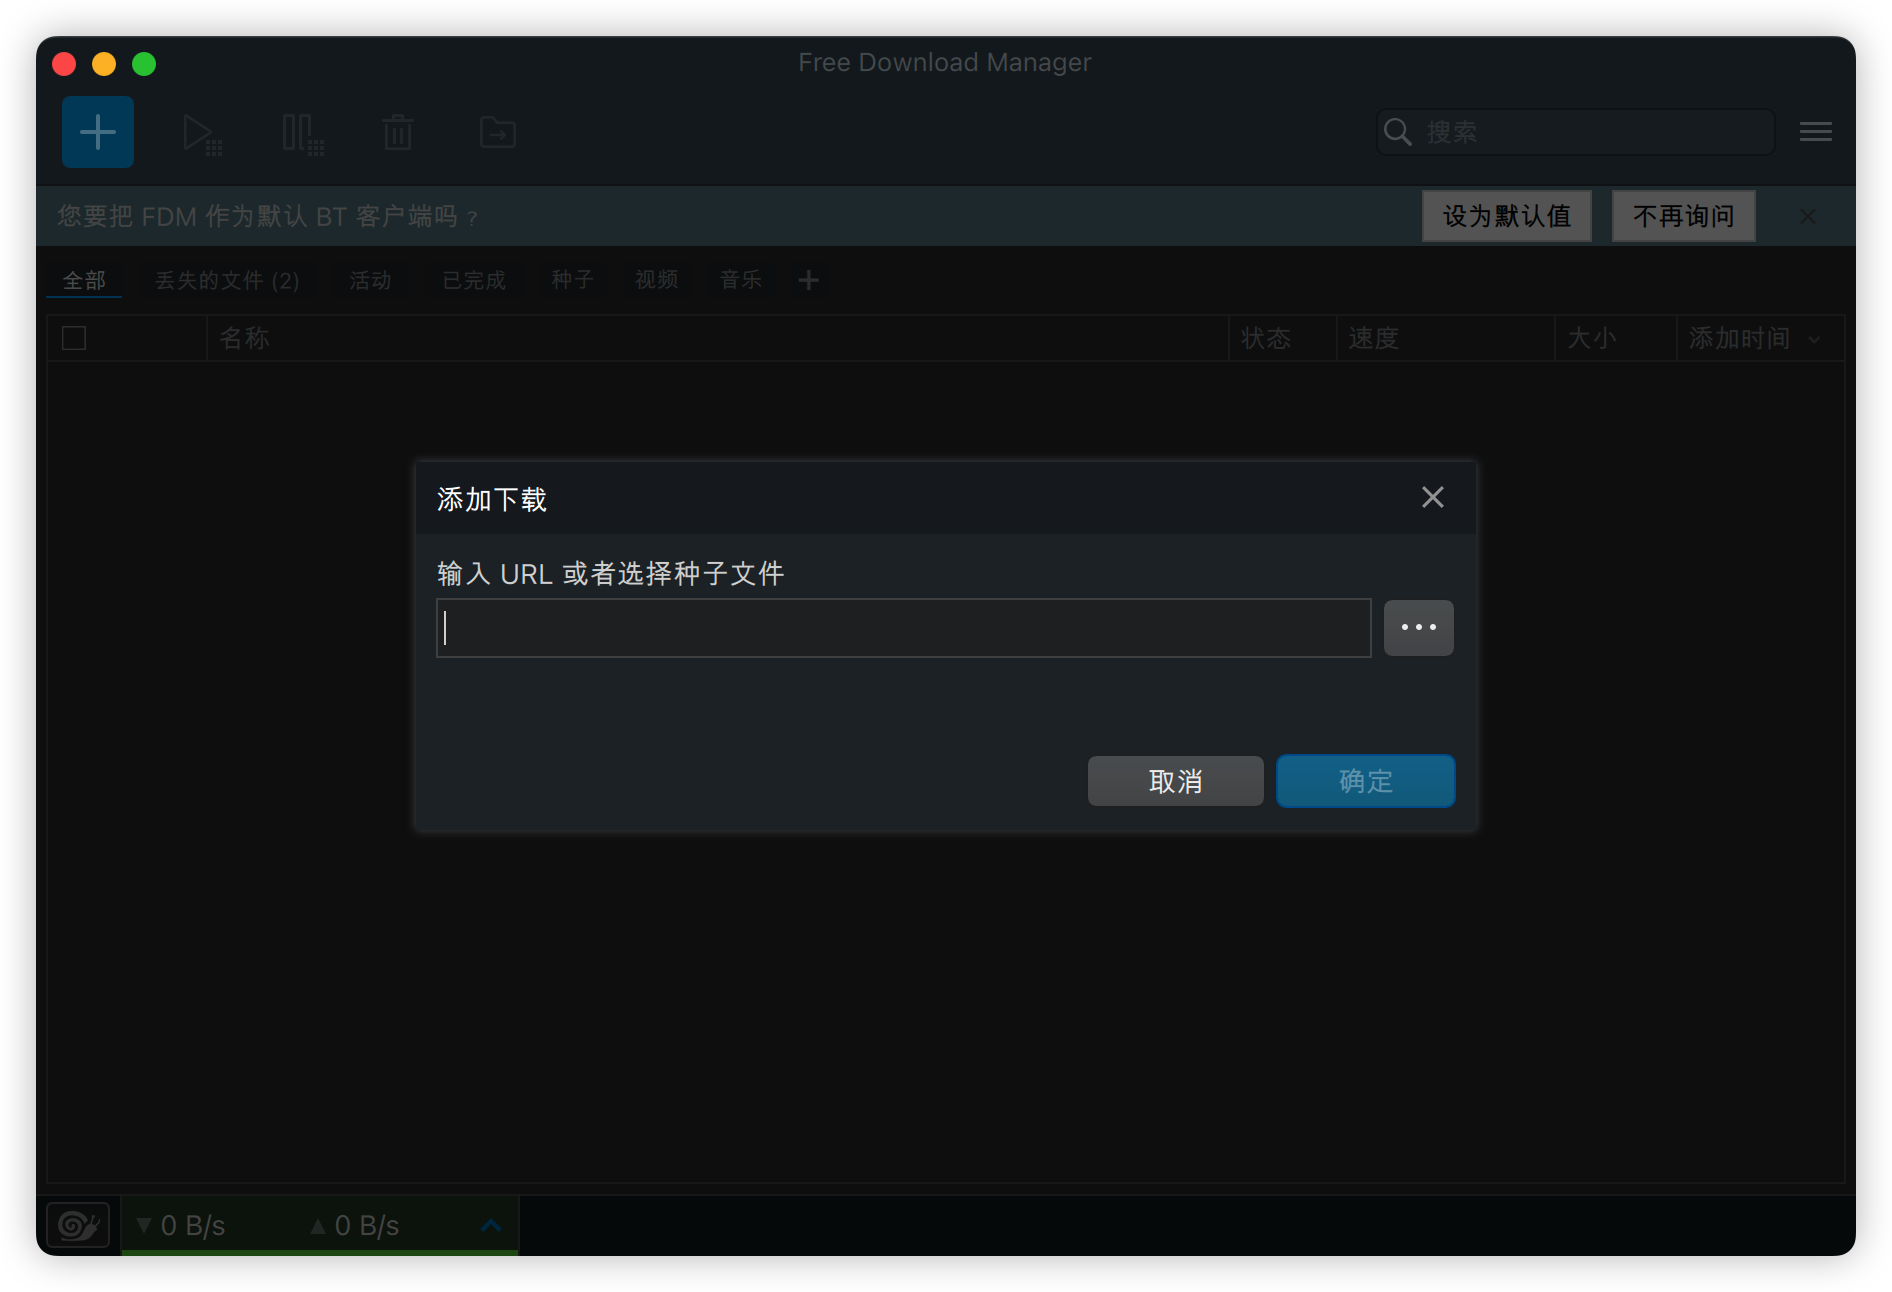 Free Download Manager
搜索
您要把 FDM 作为默认 BT 客户端吗？
设为默认值
不再询问
全部
丢失的文件 (2)
活动
已完成
种子
视频
音乐
名称
状态
速度
大小
添加时间
添加下载
输入 URL 或者选择种子文件
取消
确定
0 B/s
0 B/s